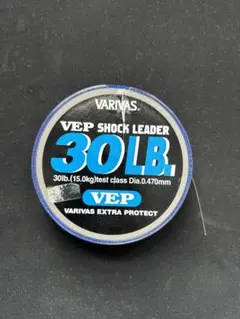 VARIVAS®
VEP SHOCK LEADER
30LB.
30lb.(15.0kg)test class Dia.0.470mm
VEP
VARIVAS EXTRA PROTECT